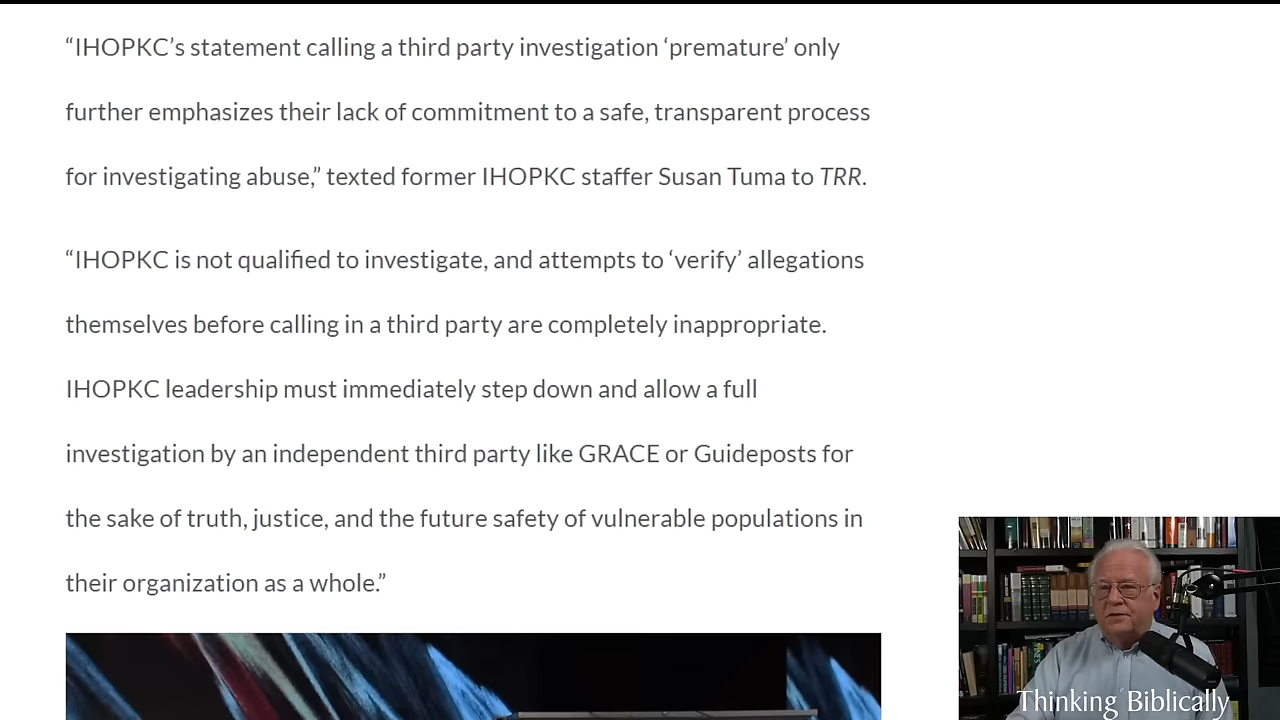 “IHOPKC’s statement calling a third party investigation ‘premature’ only
further emphasizes their lack of commitment to a safe, transparent process
for investigating abuse,” texted former IHOPKC staffer Susan Tuma to TRR.
“IHOPKC is not qualified to investigate, and attempts to ‘verify’ allegations
themselves before calling in a third party are completely inappropriate.
IHOPKC leadership must immediately step down and allow a full
investigation by an independent third party like GRACE or Guideposts for
the sake of truth, justice, and the future safety of vulnerable populations in
their organization as a whole.”
Thinking Biblically